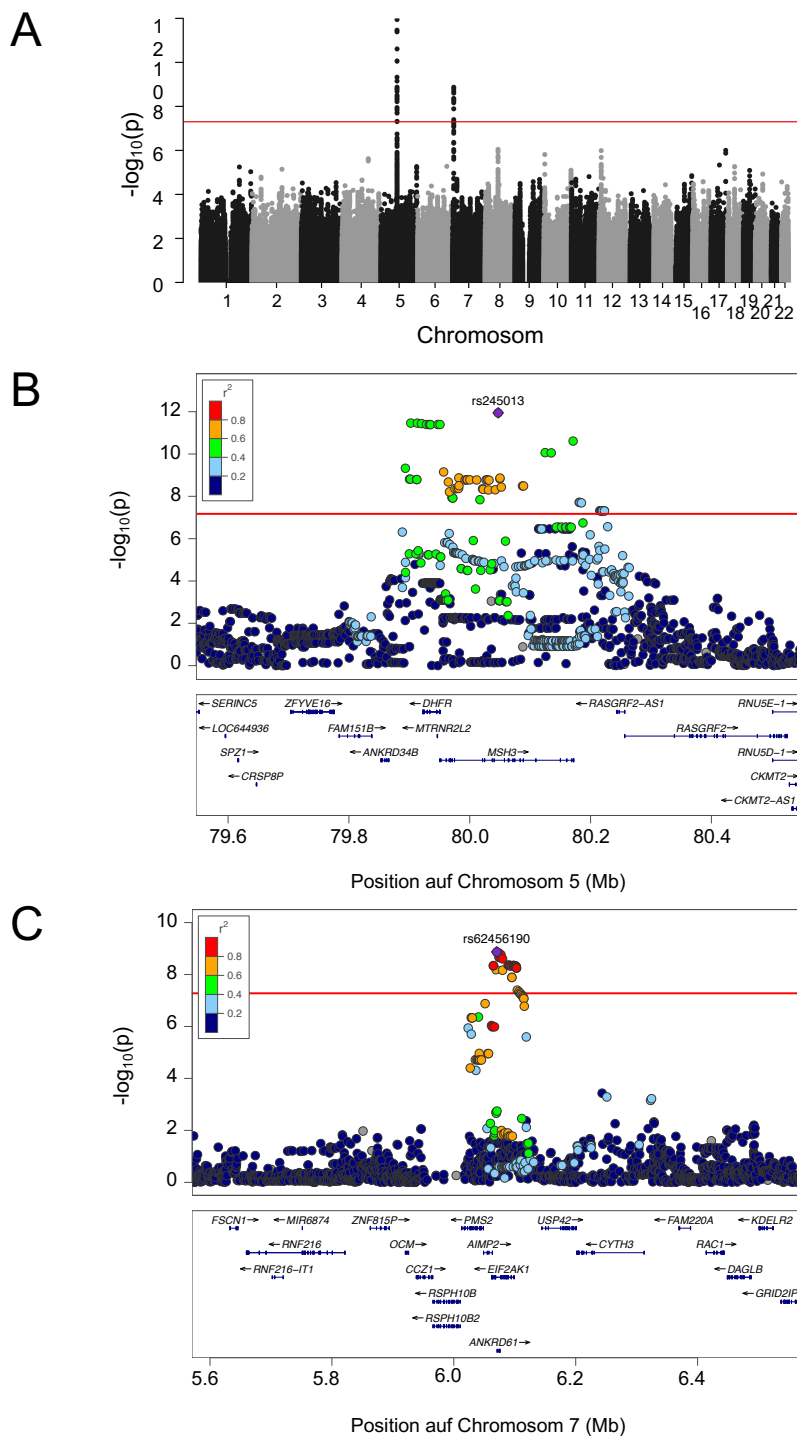 A
1
2
1
0
8
6
4
2
0
-log10(p)
1 2 3 4 5 6 7 8 9 10 11 12 13 14 15 16 17 18 19 20 21 22
Chromosom
B
r2
0.8
0.6
0.4
0.2
rs245013
12
10
8
6
4
2
0
-log10(p)
←SERINC5 ZFYVE16→ ←DHFR ←RASGRF2-AS1 RNU5E-1→
←LOC644936 FAM151B→ ←MTRNR2L2 RASGRF2→
SPZ1→ ←ANKRD34B MSH3→ RNU5D-1→
←CRSP8P CKMT2→
←CKMT2-AS1
79.6 79.8 80.0 80.2 80.4
Position auf Chromosom 5 (Mb)
C
r2
0.8
0.6
0.4
0.2
rs62456190
10
8
6
4
2
0
-log10(p)
FSCN1→ ←MIR6874 ZNF815P→ ←PMS2 USP42→ ←FAM220A ←KDELR2
←RNF216 OCM→ AIMP2→ ←CYTH3 RAC1→
←RNF216-IT1 CCZ1→ ←EIF2AK1 ←DAGLB
←RSPH10B ←GRID2IP
←RSPH10B2
ANKRD61→
5.6 5.8 6.0 6.2 6.4
Position auf Chromosom 7 (Mb)